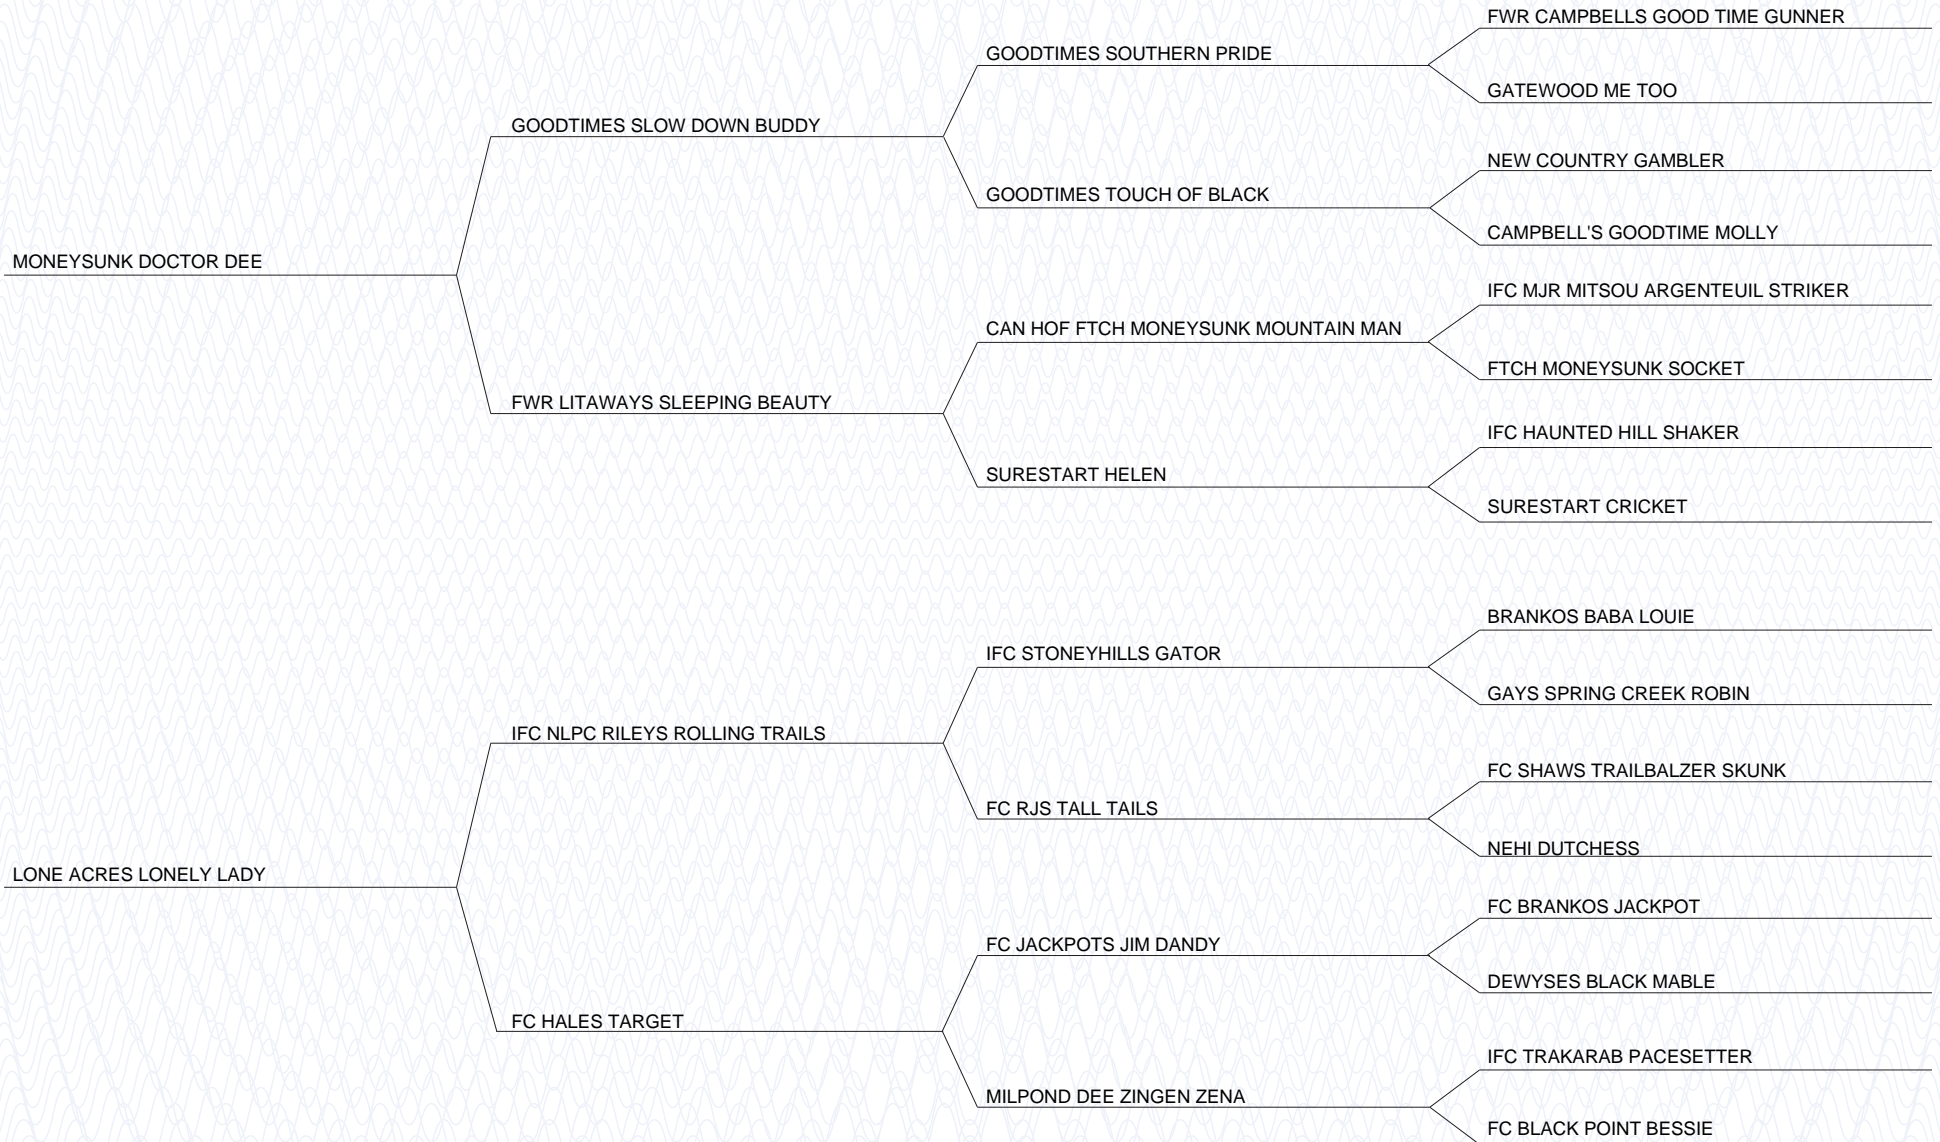 FWR CAMPBELLS GOOD TIME GUNNER
GOODTIMES SOUTHERN PRIDE
GATEWOOD ME TOO
GOODTIMES SLOW DOWN BUDDY
NEW COUNTRY GAMBLER
GOODTIMES TOUCH OF BLACK
CAMPBELL'S GOODTIME MOLLY
MONEYSUNK DOCTOR DEE
IFC MJR MITSOU ARGENTEUIL STRIKER
CAN HOF FTCH MONEYSUNK MOUNTAIN MAN
FTCH MONEYSUNK SOCKET
FWR LITAWAYS SLEEPING BEAUTY
IFC HAUNTED HILL SHAKER
SURESTART HELEN
SURESTART CRICKET
BRANKOS BABA LOUIE
IFC STONEYHILLS GATOR
GAYS SPRING CREEK ROBIN
IFC NLPC RILEYS ROLLING TRAILS
FC SHAWS TRAILBALZER SKUNK
FC RJS TALL TAILS
NEHI DUTCHESS
LONE ACRES LONELY LADY
FC BRANKOS JACKPOT
FC JACKPOTS JIM DANDY
DEWYSES BLACK MABLE
FC HALES TARGET
IFC TRAKARAB PACESETTER
MILPOND DEE ZINGEN ZENA
FC BLACK POINT BESSIE